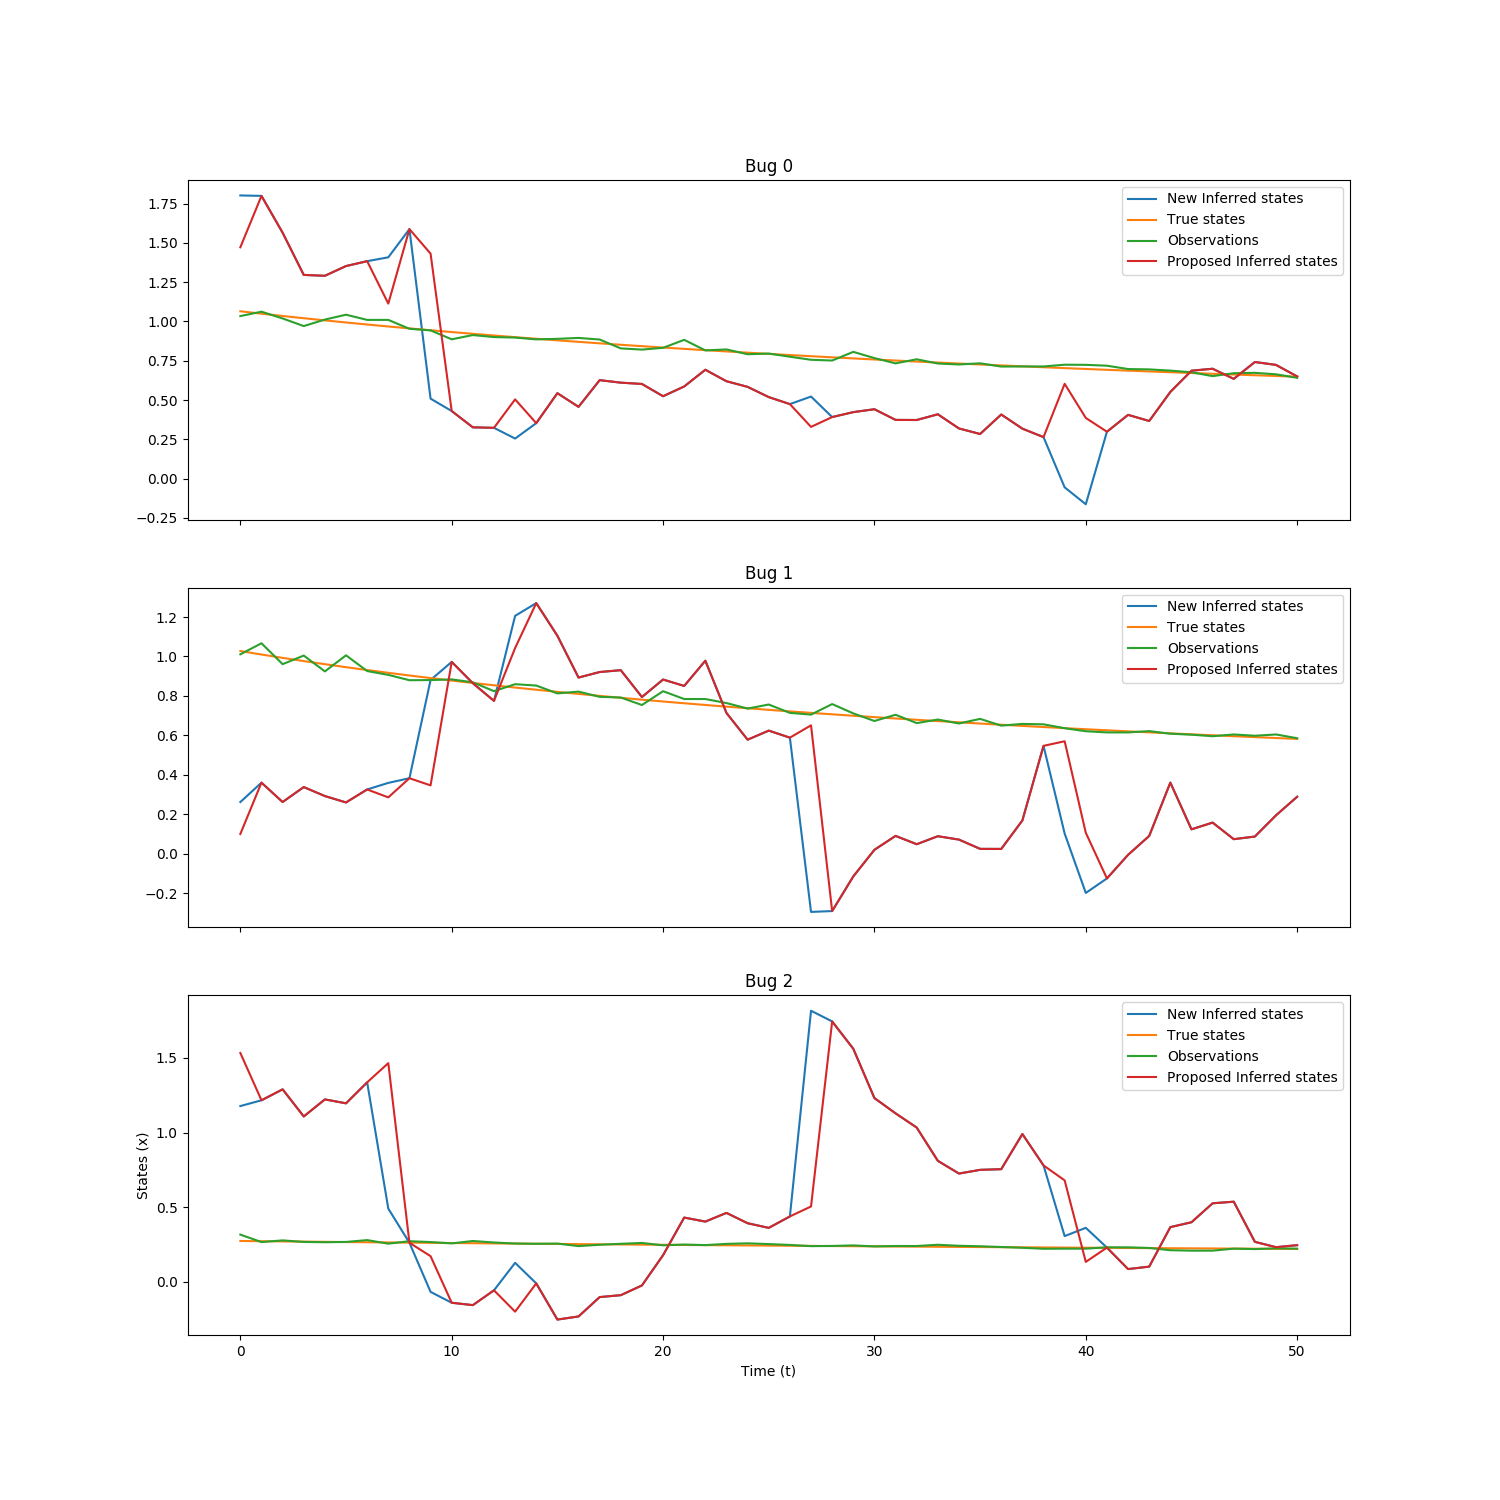 Bug 0
1.75
1.50
1.25
1.00
0.75
0.50
0.25
0.00
−0.25
New Inferred states
True states
Observations
Proposed Inferred states
Bug 1
1.2
1.0
0.8
0.6
0.4
0.2
0.0
−0.2
New Inferred states
True states
Observations
Proposed Inferred states
Bug 2
States (x)
1.5
1.0
0.5
0.0
New Inferred states
True states
Observations
Proposed Inferred states
0 10 20 30 40 50
Time (t)